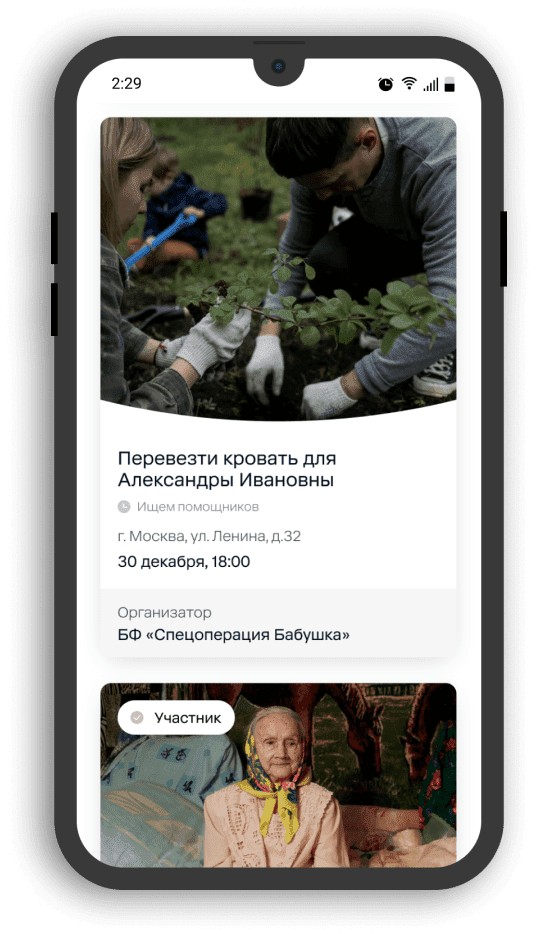 2:29
Перевезти кровать для
Александры Ивановны
Ищем помощников
г. Москва, ул. Ленина, д.32
30 декабря, 18:00
Организатор
БФ «Спецоперация Бабушка»
Участник